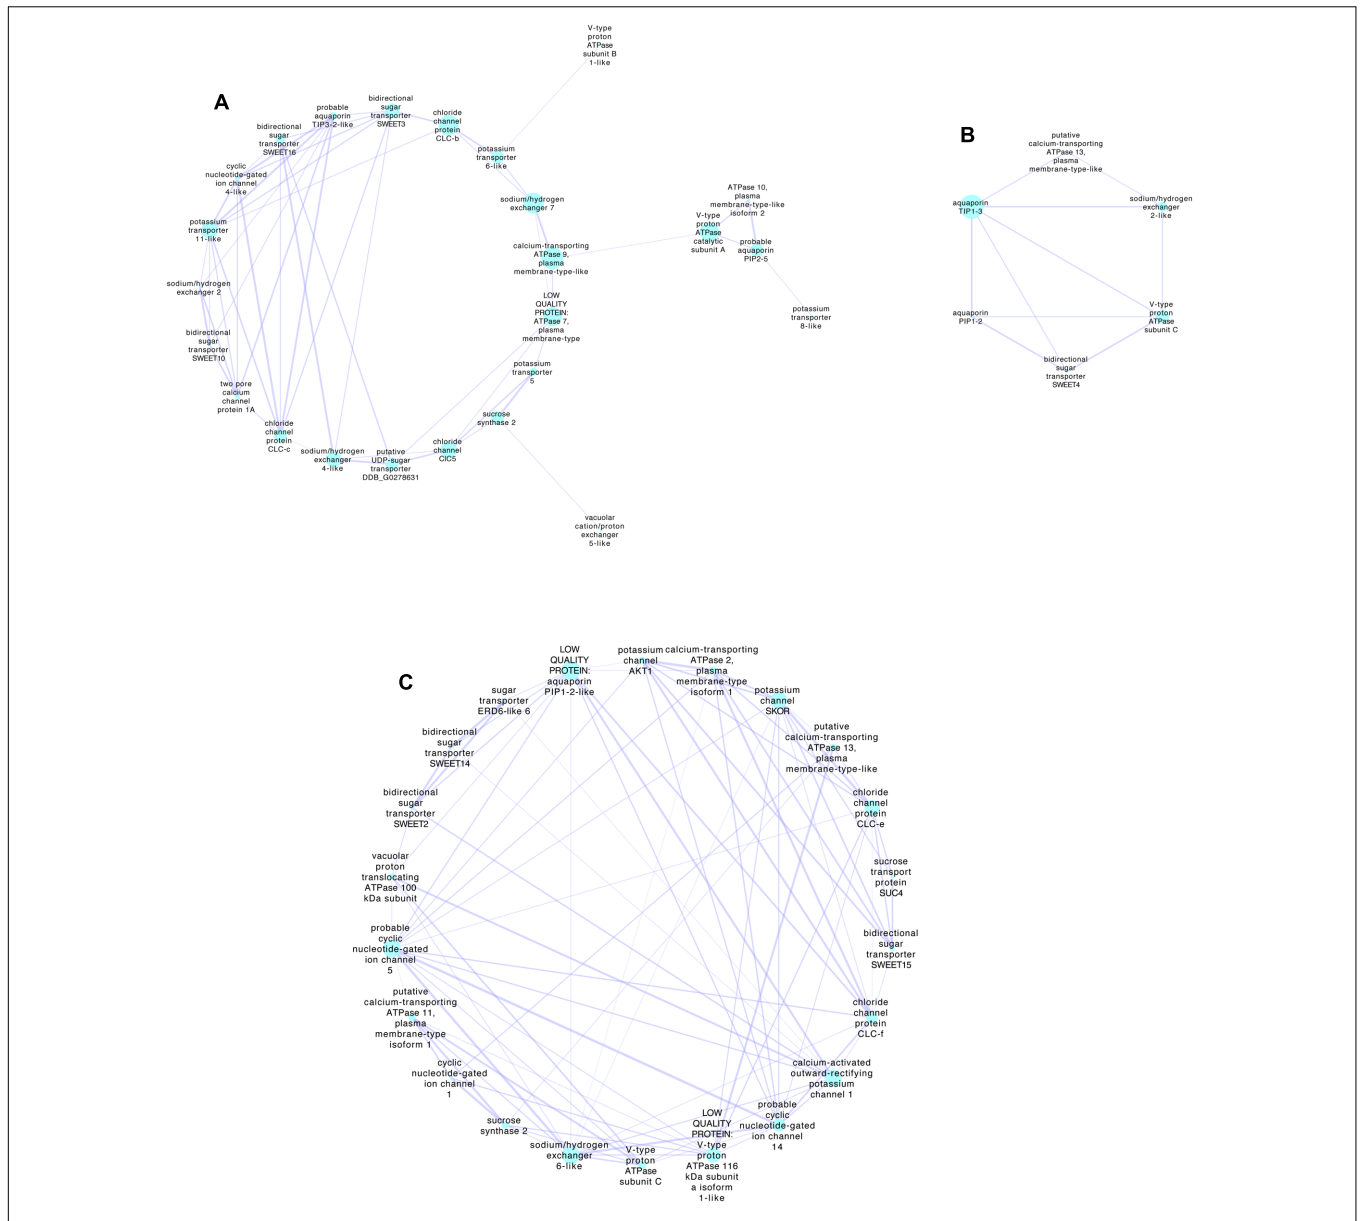 A
V-type
proton
ATPase
subunit B
1-like
bidirectional
sugar
transporter
SWEET3
probable
aquaporin
TIP3-2-like
chloride
channel
protein
CLC-b
bidirectional
sugar
transporter
SWEET16
potassium
transporter
6-like
cyclic
nucleotide-gated
ion channel
4-like
sodium/hydrogen
exchanger 7
potassium
transporter
11-like
calcium-transporting
ATPase 9,
plasma
membrane-type-like
ATPase 10,
plasma
membrane-type-like
isoform 2
V-type
proton
ATPase
catalytic
subunit A
probable
aquaporin
PIP2-5
potassium
transporter
8-like
sodium/hydrogen
exchanger 2
LOW
QUALITY
PROTEIN:
ATPase 7,
plasma
membrane-type
bidirectional
sugar
transporter
SWEET10
potassium
transporter
5
two pore
calcium
channel
protein 1A
sucrose
synthase 2
chloride
channel
protein
CLC-c
sodium/hydrogen
exchanger
4-like
putative
UDP-sugar
transporter
DDB_G0278631
chloride
channel
ClC5
vacuolar
cation/proton
exchanger
5-like
B
putative
calcium-transporting
ATPase 13,
plasma
membrane-type-like
aquaporin
TIP1-3
sodium/hydrogen
exchanger
2-like
aquaporin
PIP1-2
V-type
proton
ATPase
subunit C
bidirectional
sugar
transporter
SWEET4
C
LOW
QUALITY
PROTEIN:
aquaporin
PIP1-2-like
potassium
channel
AKT1
calcium-transporting
ATPase 2,
plasma
membrane-type
isoform 1
sugar
transporter
ERD6-like 6
potassium
channel
SKOR
bidirectional
sugar
transporter
SWEET14
putative
calcium-transporting
ATPase 13,
plasma
membrane-type-like
bidirectional
sugar
transporter
SWEET2
chloride
channel
protein
CLC-e
vacuolar
proton
translocating
ATPase 100
kDa subunit
sucrose
transport
protein
SUC4
probable
cyclic
nucleotide-gated
ion channel
5
bidirectional
sugar
transporter
SWEET15
putative
calcium-transporting
ATPase 11,
plasma
membrane-type
isoform 1
chloride
channel
protein
CLC-f
cyclic
nucleotide-gated
ion channel
1
calcium-activated
outward-rectifying
potassium
channel 1
sucrose
synthase 2
probable
cyclic
nucleotide-gated
ion channel
14
sodium/hydrogen
exchanger
6-like
V-type
proton
ATPase
subunit C
LOW
QUALITY
PROTEIN:
V-type
proton
ATPase 116
kDa subunit
a isoform
1-like